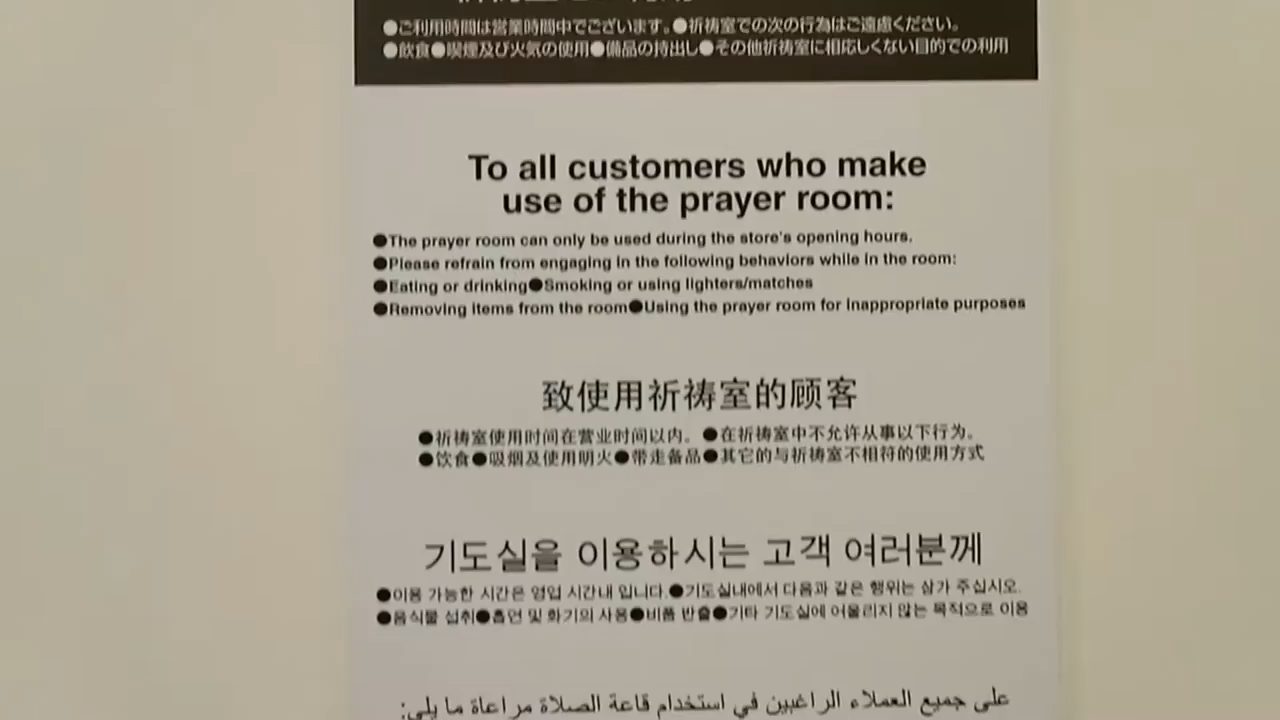 ●ご利用時間は営業時間中でございます。●祈祷室での次の行為はご遠慮ください。
●飲食●喫煙及び火気の使用●備品の持出し●その他祈祷室に相応しくない目的での利用
To all customers who make
use of the prayer room:
●The prayer room can only be used during the store's opening hours.
●Please refrain from engaging in the following behaviors while in the room:
●Eating or drinking●Smoking or using lighters/matches
●Removing items from the room●Using the prayer room for inappropriate purposes
致使用祈祷室的顾客
●祈祷室使用时间在营业时间以内。●在祈祷室中不允许从事以下行为。
●饮食●吸烟及使用明火●带走备品●其它的与祈祷室不相符的使用方式
기도실을 이용하시는 고객 여러분께
●이용 가능한 시간은 영업 시간내 입니다.●기도실내에서 다음과 같은 행위는 삼가 주십시오.
●음식물 섭취●흡연 및 화기의 사용●비품 반출●기타 기도실에 어울리지 않는 목적으로 이용
على جميع العملاء الراغبين في استخدام قاعة الصلاة مراعاة ما يلي: